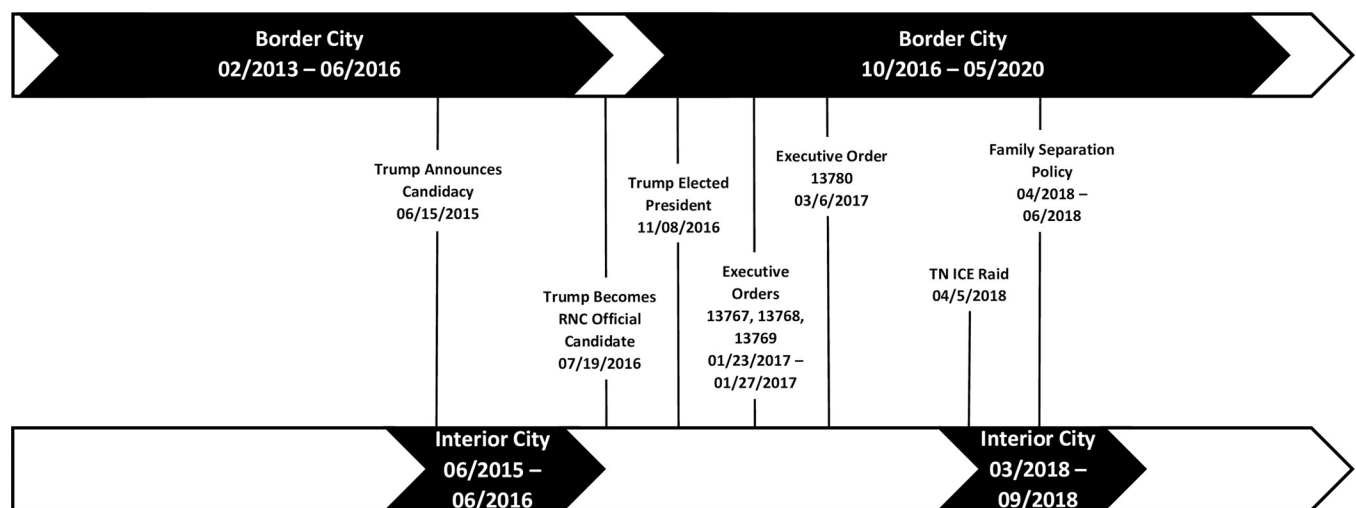 Border City
02/2013 – 06/2016
Border City
10/2016 – 05/2020
Trump Announces
Candidacy
06/15/2015
Trump Becomes
RNC Official
Candidate
07/19/2016
Trump Elected
President
11/08/2016
Executive
Orders
13767, 13768,
13769
01/23/2017 –
01/27/2017
Executive Order
13780
03/6/2017
TN ICE Raid
04/5/2018
Family Separation
Policy
04/2018 –
06/2018
Interior City
06/2015 –
06/2016
Interior City
03/2018 –
09/2018